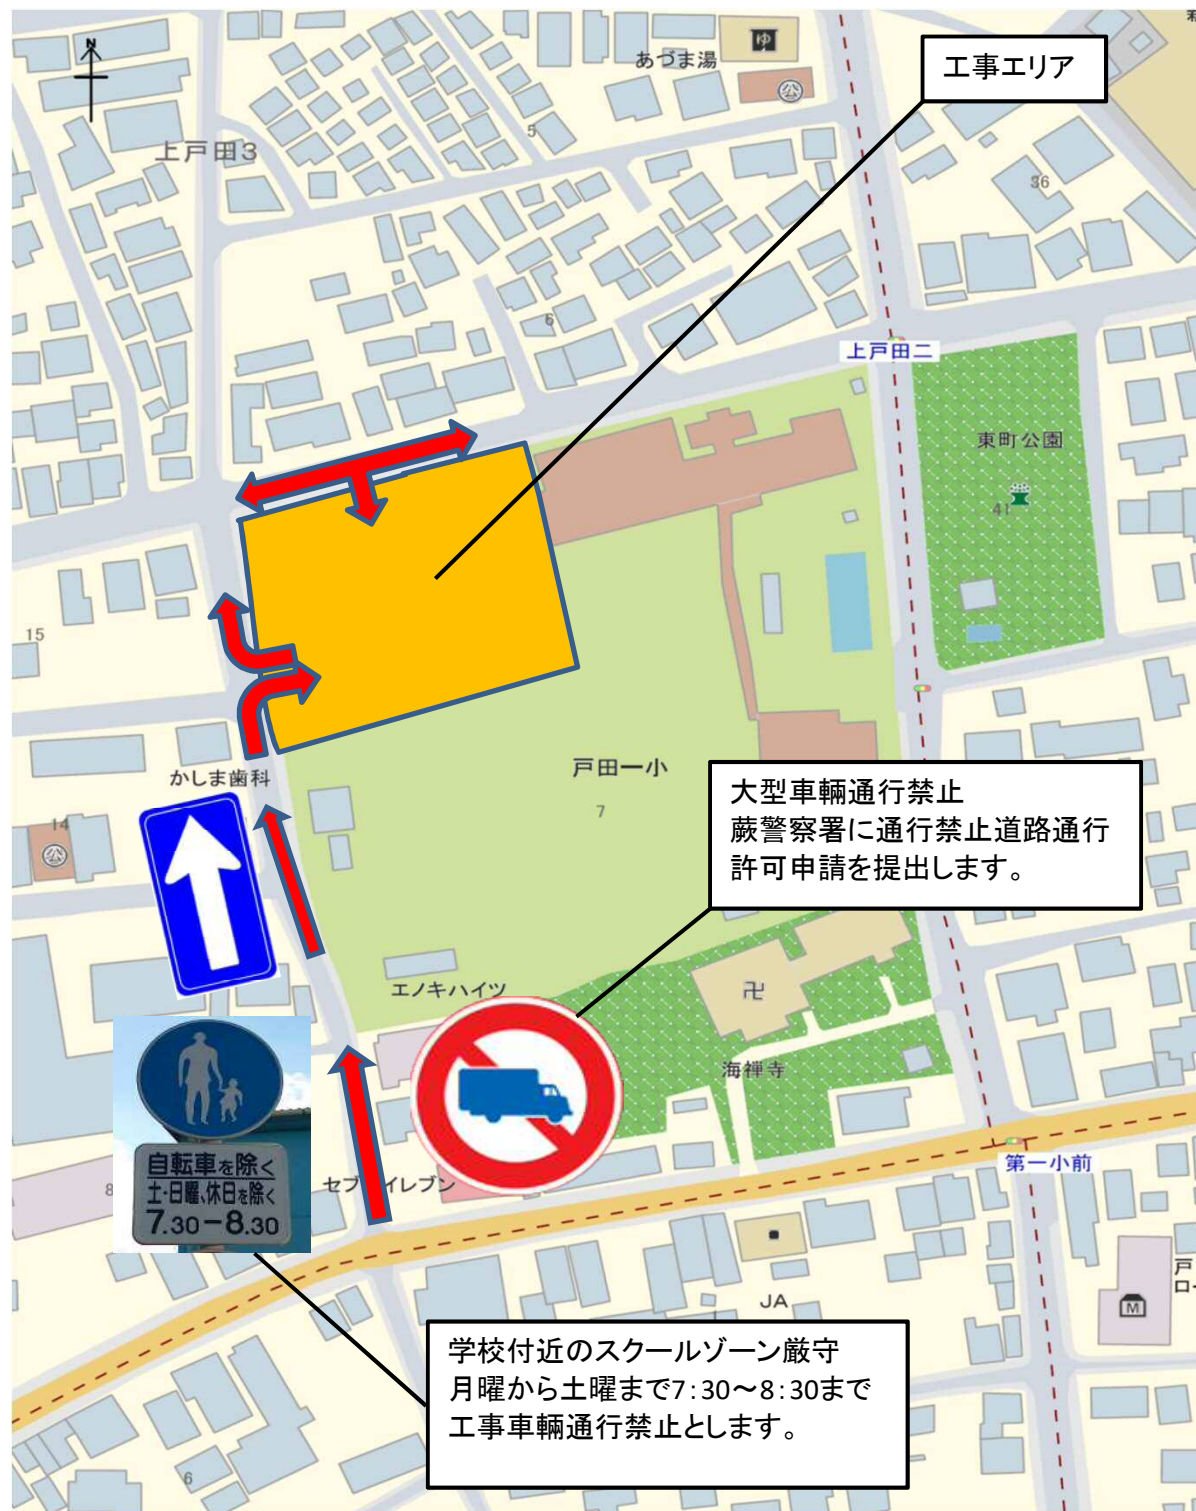 N
ゆ
あづま湯
公
工事エリア
上戸田3
5
36
6
上戸田二
東町公園
41
15
かしま歯科
戸田一小
7
14
公
大型車輌通行禁止
蕨警察署に通行禁止道路通行
許可申請を提出します。
エノキハイツ
卍
海禅寺
自転車を除く
土・日曜、休日を除く
7.30-8.30
8
セブ
イレブン
第一小前
戸
ロ
JA
M
学校付近のスクールゾーン厳守
月曜から土曜まで7:30～8:30まで
工事車輌通行禁止とします。
6